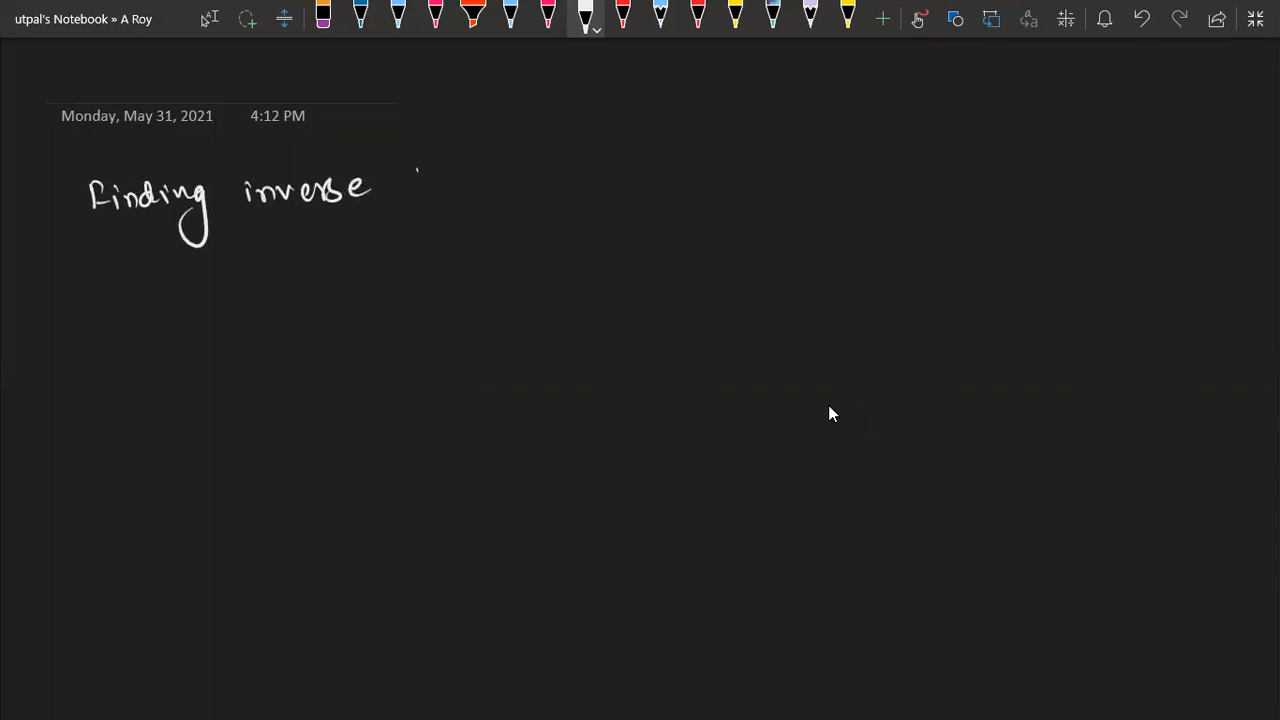 utpal's Notebook » A Roy
Monday, May 31, 2021 4:12 PM
Finding inverse